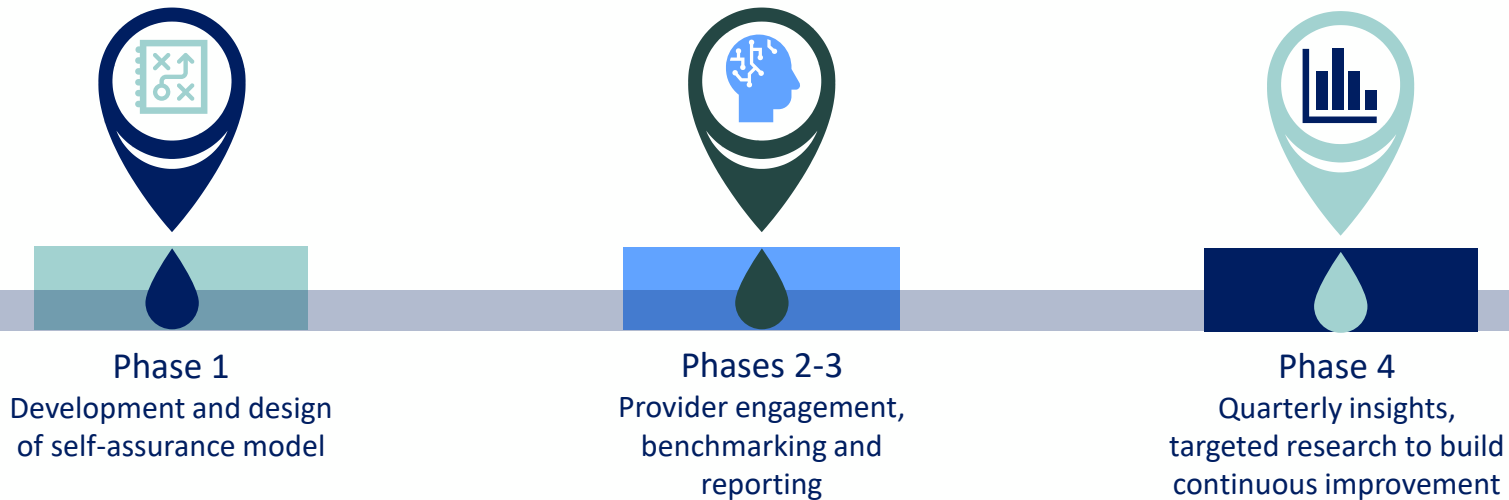 Phase 1
Development and design
of self-assurance model
Phases 2-3
Provider engagement,
benchmarking and
reporting
Phase 4
Quarterly insights,
targeted research to build
continuous improvement